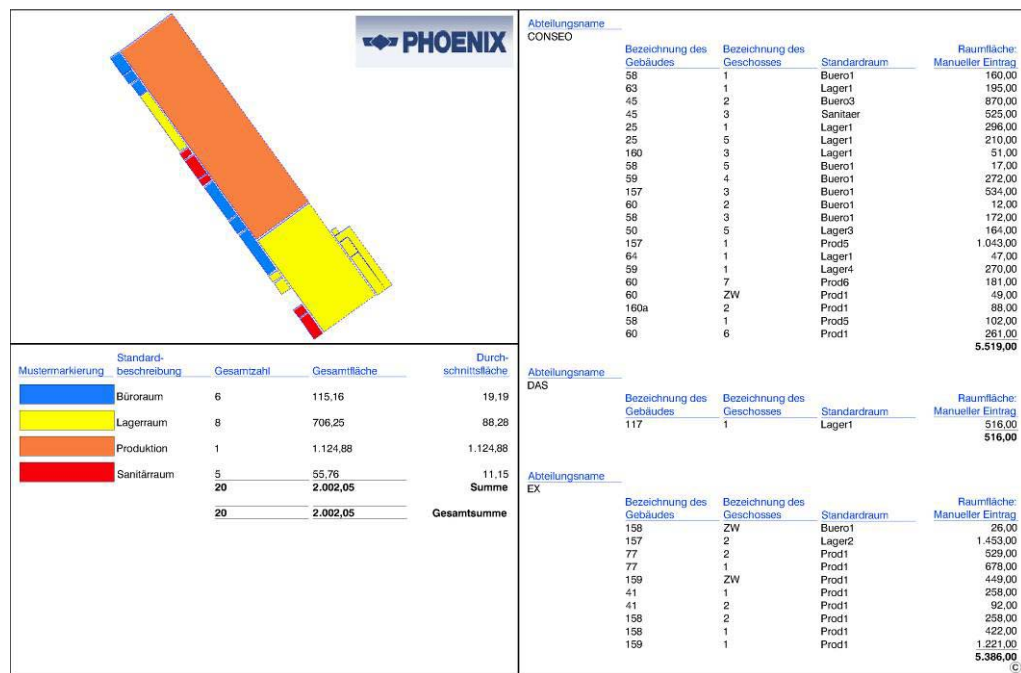 PHOENIX
Mustermarkierung Standard-beschreibung Gesamtzahl Gesamtfläche Durch-schnittsfläche
Büroraum 6 115,16 19,19
Lagerraum 8 706,25 88,28
Produktion 1 1.124,88 1.124,88
Sanitärraum 5 55,76 11,15
20 2.002,05 Summe
20 2.002,05 Gesamtsumme
Abteilungsname
CONSEO
Bezeichnung des Gebäudes Bezeichnung des Geschosses Standardraum Raumfläche: Manueller Eintrag
58 1 Buero1 160,00
63 1 Lager1 195,00
45 2 Buero3 870,00
45 3 Sanitaer 525,00
25 1 Lager1 296,00
25 5 Lager1 210,00
160 3 Lager1 51,00
58 5 Buero1 17,00
59 4 Buero1 272,00
157 3 Buero1 534,00
60 2 Buero1 12,00
58 3 Buero1 172,00
50 5 Lager3 164,00
157 1 Prod5 1.043,00
64 1 Lager1 47,00
59 1 Lager4 270,00
60 7 Prod6 181,00
60 ZW Prod1 49,00
160a 2 Prod1 88,00
58 1 Prod5 102,00
60 6 Prod1 261,00
5.519,00
Abteilungsname
DAS
Bezeichnung des Gebäudes Bezeichnung des Geschosses Standardraum Raumfläche: Manueller Eintrag
117 1 Lager1 516,00
516,00
Abteilungsname
EX
Bezeichnung des Gebäudes Bezeichnung des Geschosses Standardraum Raumfläche: Manueller Eintrag
158 ZW Buero1 26,00
157 2 Lager2 1.453,00
77 2 Prod1 529,00
77 1 Prod1 678,00
159 ZW Prod1 449,00
41 1 Prod1 258,00
41 2 Prod1 92,00
158 2 Prod1 258,00
158 1 Prod1 422,00
159 1 Prod1 1.221,00
5.386,00
©